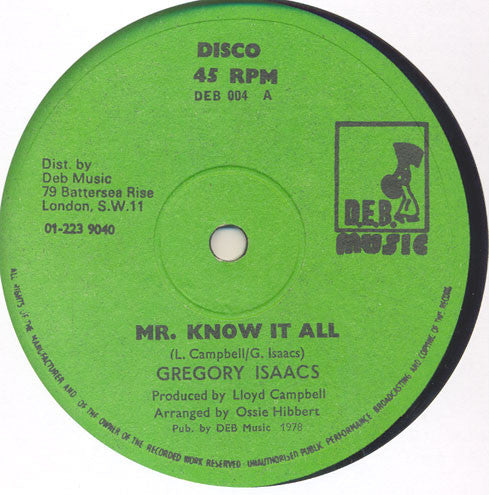 DISCO
45 RPM
DEB 004 A
Dist. by
Deb Music
79 Battersea Rise
London, S.W.11
01-223 9040
D.E.B.
MUSIC
MR. KNOW IT ALL
(L. Campbell/G. Isaacs)
GREGORY ISAACS
Produced by Lloyd Campbell
Arranged by Ossie Hibbert
Pub. by DEB Music 1978
ALL RIGHTS OF THE MANUFACTURER AND OF THE OWNER OF THE RECORDED WORK RESERVED - UNAUTHORISED PUBLIC PERFORMANCE BROADCASTING AND COPYING OF THIS RECORD